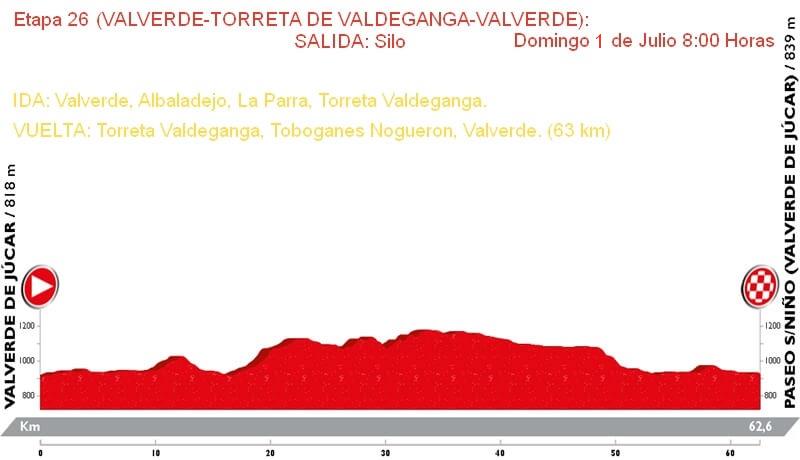 Etapa 26 (VALVERDE-TORRETA DE VALDEGANGA-VALVERDE):
SALIDA: Silo
Domingo 1 de Julio 8:00 Horas
IDA: Valverde, Albaladejo, La Parra, Torreta Valdeganga.
VUELTA: Torreta Valdeganga, Toboganes Nogueron, Valverde. (63 km)
VALVERDE DE JÚCAR / 818 m
PASEO S/NIÑO (VALVERDE DE JÚCAR) / 839 m
1200
1000
800
1200
1000
800
Km
62,6
0
10
20
30
40
50
60